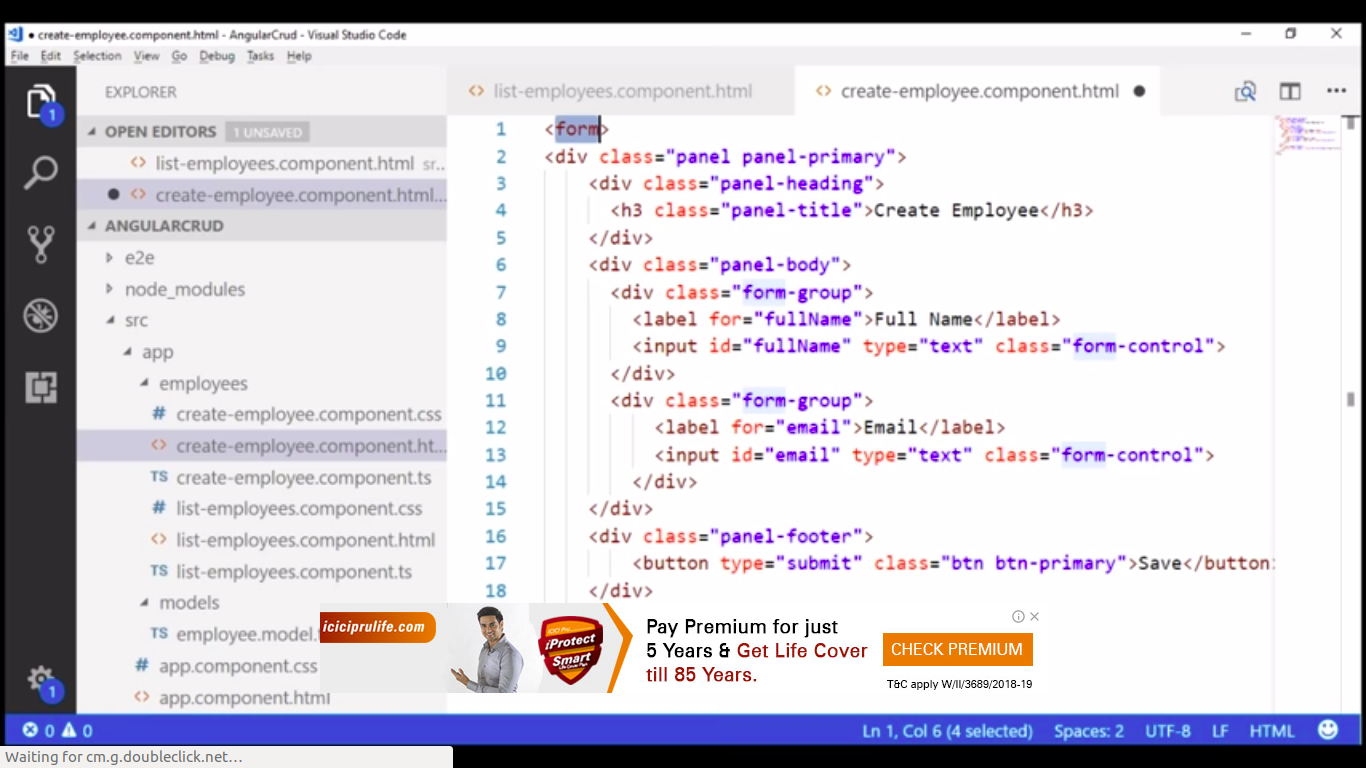 create-employee.component.html - AngularCrud - Visual Studio Code
File Edit Selection View Go Debug Tasks Help
EXPLORER
OPEN EDITORS 1 UNSAVED
list-employees.component.html sr...
create-employee.component.html...
ANGULARCRUD
e2e
node_modules
src
app
employees
create-employee.component.css
create-employee.component.ht...
TS create-employee.component.ts
list-employees.component.css
list-employees.component.html
TS list-employees.component.ts
models
TS employee.model.
app.component.css
app.component.html
1
1
list-employees.component.html
create-employee.component.html
1 <form>
2 <div class="panel panel-primary">
3 <div class="panel-heading">
4 <h3 class="panel-title">Create Employee</h3>
5 </div>
6 <div class="panel-body">
7 <div class="form-group">
8 <label for="fullName">Full Name</label>
9 <input id="fullName" type="text" class="form-control">
10 </div>
11 <div class="form-group">
12 <label for="email">Email</label>
13 <input id="email" type="text" class="form-control">
14 </div>
15 </div>
16 <div class="panel-footer">
17 <button type="submit" class="btn btn-primary">Save</button
18 </div>
iciciprulife.com
iProtect
Smart
Pay Premium for just
5 Years & Get Life Cover
till 85 Years.
CHECK PREMIUM
T&C apply W/II/3689/2018-19
0 0
Ln 1, Col 6 (4 selected) Spaces: 2 UTF-8 LF HTML
Waiting for cm.g.doubleclick.net...